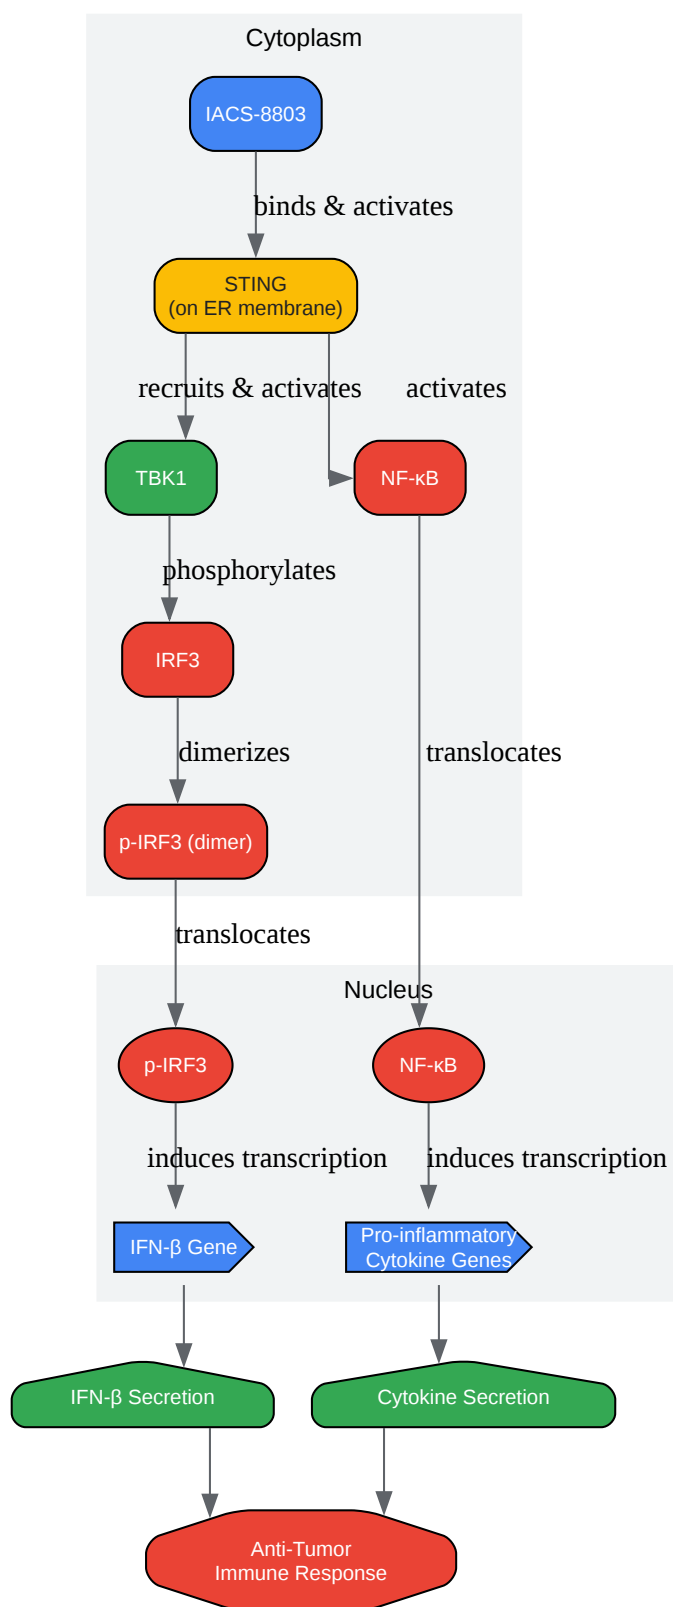 Cytoplasm
IACS-8803
binds & activates
STING
(on ER membrane)
recruits & activates
activates
TBK1
NF-κB
phosphorylates
IRF3
dimerizes
translocates
p-IRF3 (dimer)
translocates
Nucleus
p-IRF3
NF-κB
induces transcription
induces transcription
IFN-β Gene
Pro-inflammatory
Cytokine Genes
IFN-β Secretion
Cytokine Secretion
Anti-Tumor
Immune Response